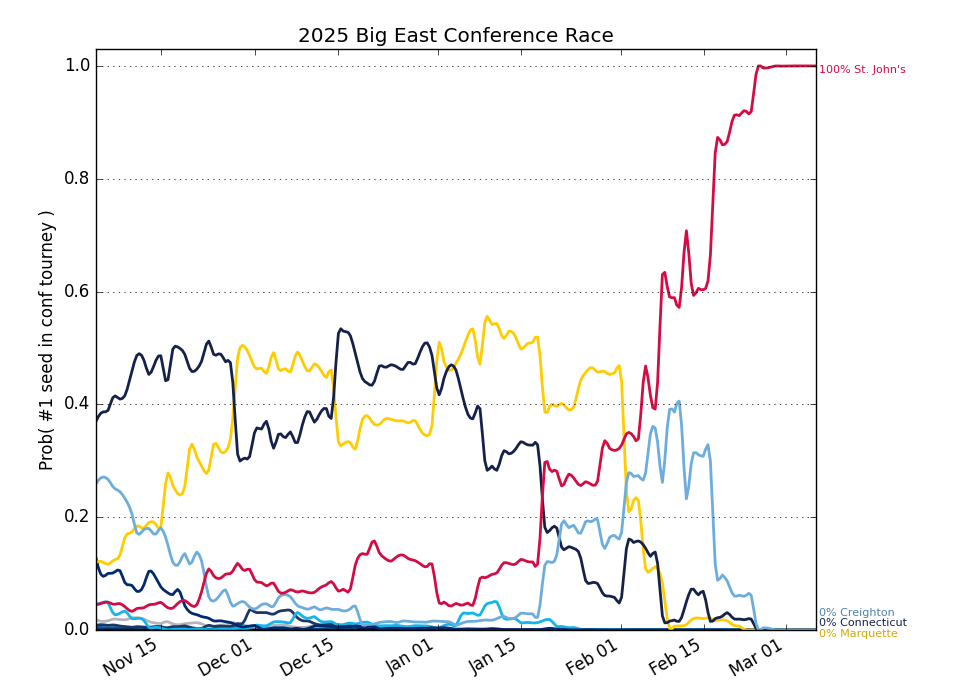 2025 Big East Conference Race
Prob( #1 seed in conf tourney )
1.0
0.8
0.6
0.4
0.2
0.0
Nov 15
Dec 01
Dec 15
Jan 01
Jan 15
Feb 01
Feb 15
Mar 01
100% St. John's
0% Creighton
0% Connecticut
0% Marquette